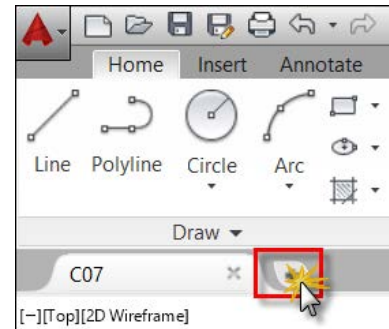 Home Insert Annotate
Line Polyline Circle Arc
Draw
C07
[−][Top][2D Wireframe]